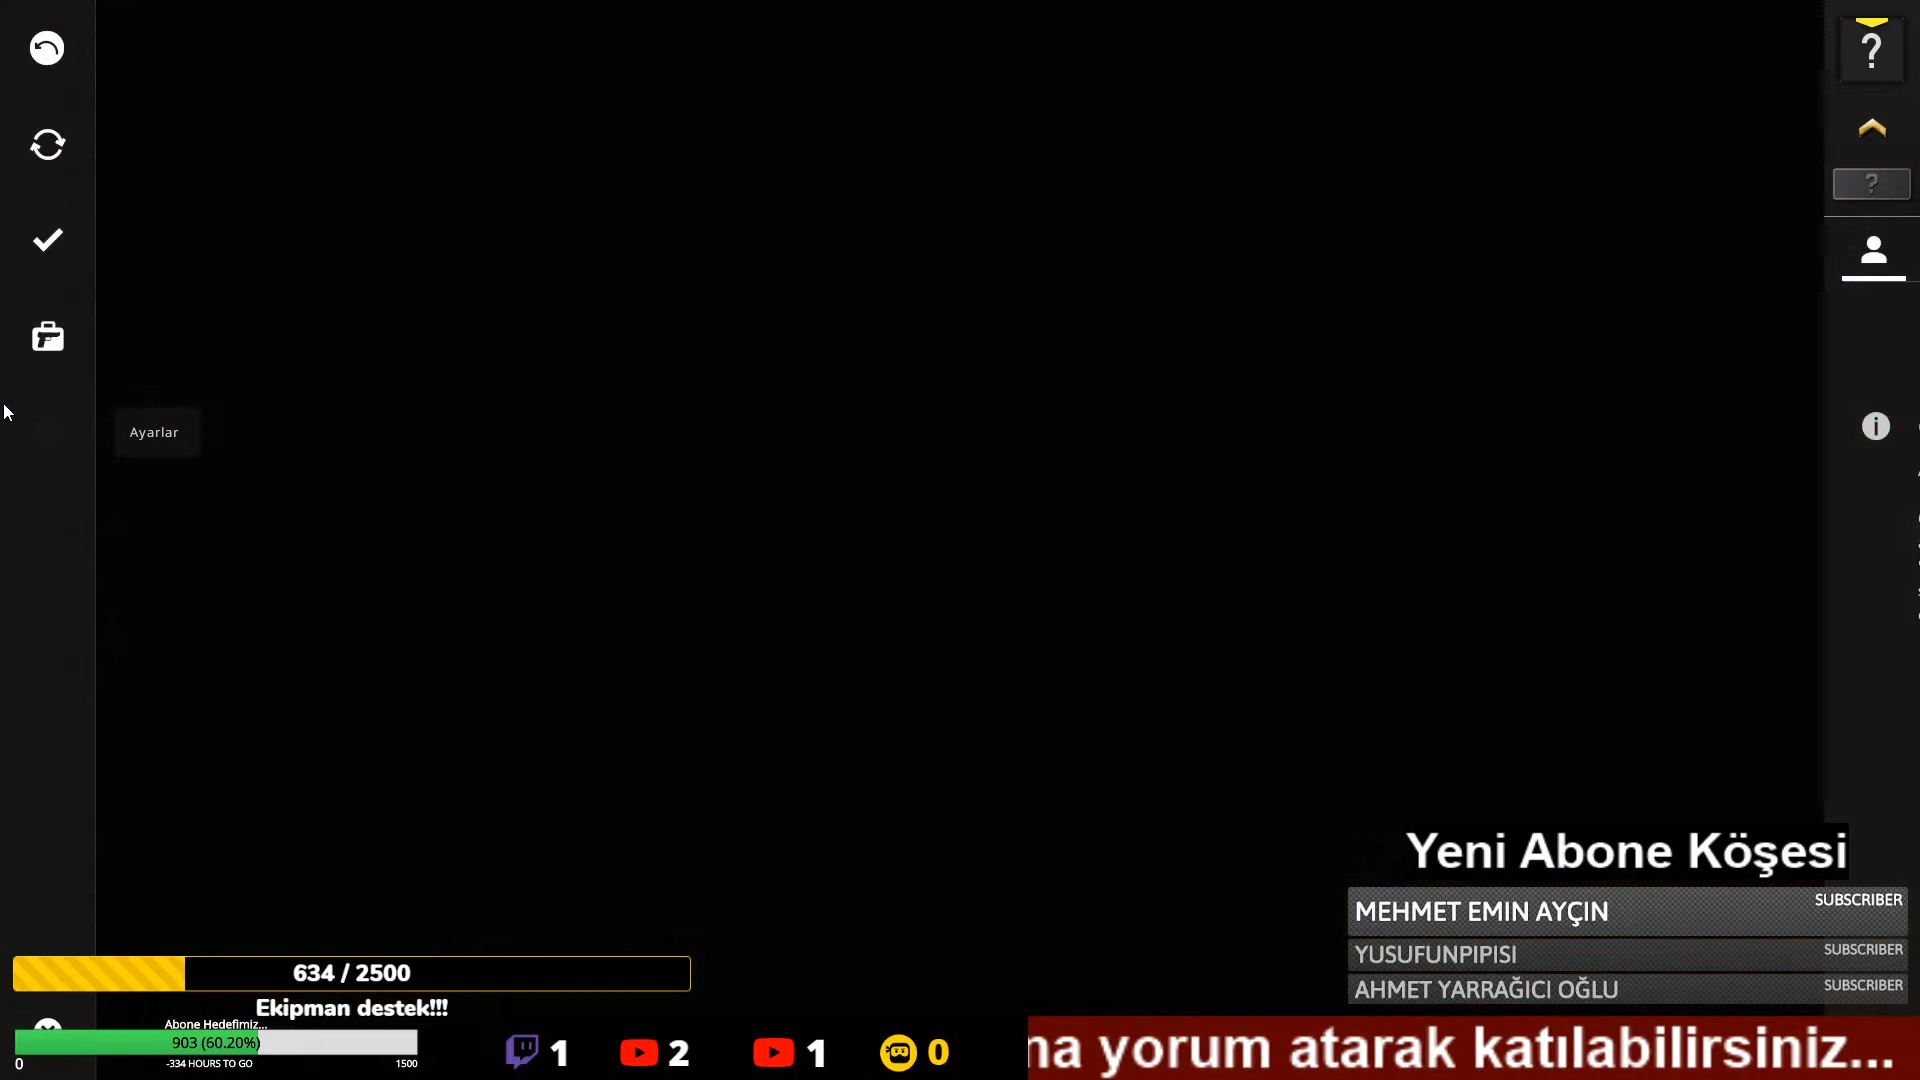 ?
?
Ayarlar
Yeni Abone Köşesi
MEHMET EMIN AYÇIN SUBSCRIBER
YUSUFUNPIPISI SUBSCRIBER
AHMET YARRAĞICI OĞLU SUBSCRIBER
634 / 2500
Ekipman destek!!!
Abone Hedefimiz...
903 (60.20%)
0 -334 HOURS TO GO 1500
1 2 1 0
yorum atarak katılabilirsiniz...